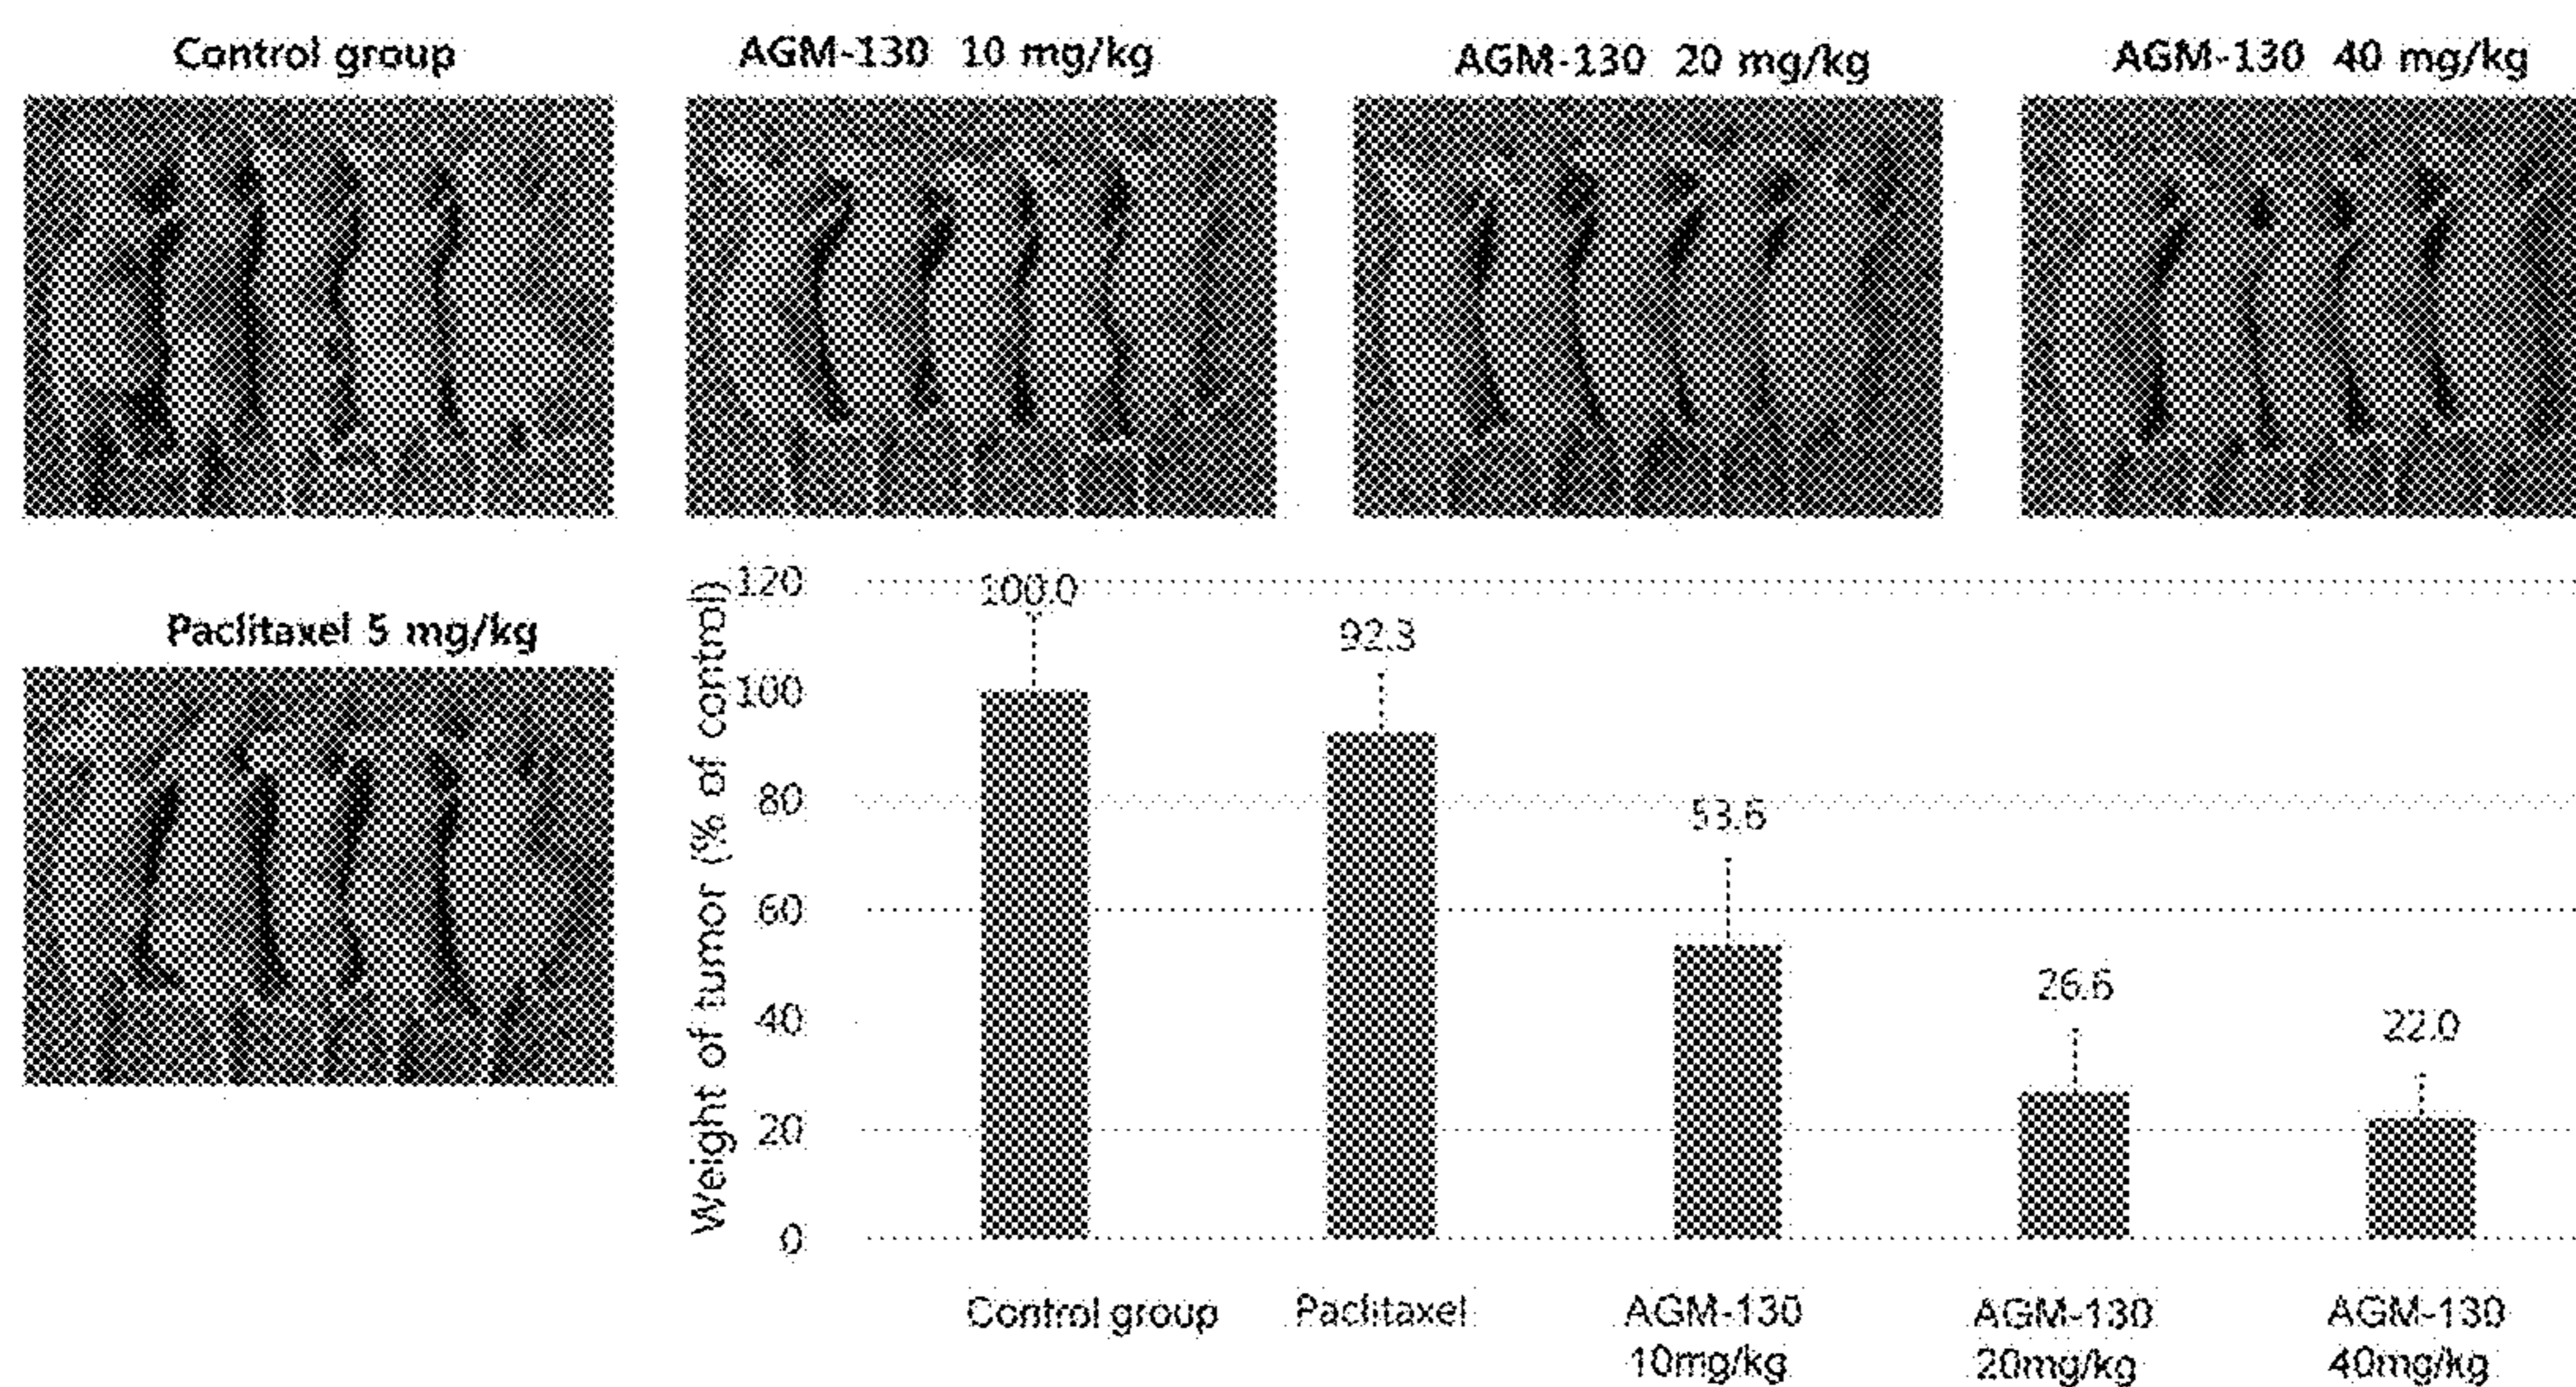 Control group
AGM-130 10 mg/kg
AGM-130 20 mg/kg
AGM-130 40 mg/kg
Paclitaxel 5 mg/kg
Weight of tumor (% of control)
120
100
80
60
40
20
0
100.0
92.3
53.6
26.6
22.0
Control group
Paclitaxel
AGM-130
10mg/kg
AGM-130
20mg/kg
AGM-130
40mg/kg